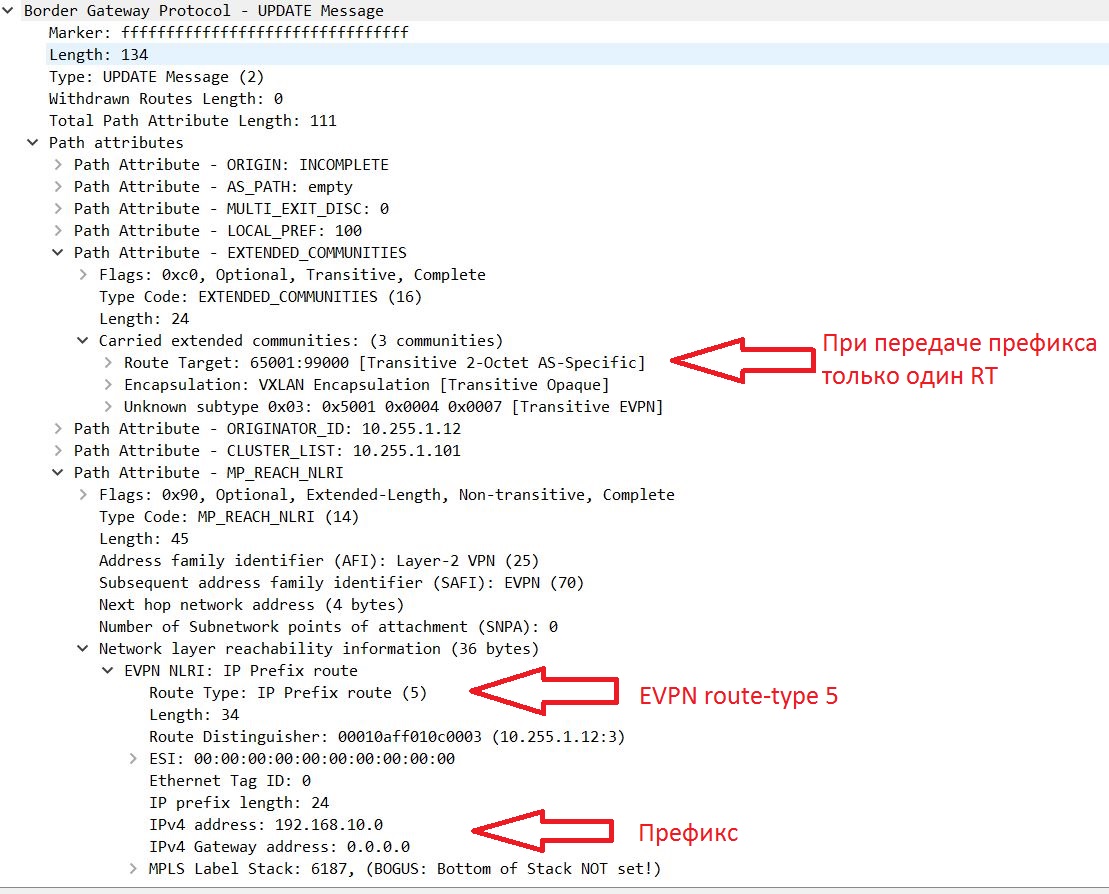 Border Gateway Protocol - UPDATE Message
Marker: ffffffffffffffffffffffffffffffff
Length: 134
Type: UPDATE Message (2)
Withdrawn Routes Length: 0
Total Path Attribute Length: 111
Path attributes
Path Attribute - ORIGIN: INCOMPLETE
Path Attribute - AS_PATH: empty
Path Attribute - MULTI_EXIT_DISC: 0
Path Attribute - LOCAL_PREF: 100
Path Attribute - EXTENDED_COMMUNITIES
Flags: 0xc0, Optional, Transitive, Complete
Type Code: EXTENDED_COMMUNITIES (16)
Length: 24
Carried extended communities: (3 communities)
Route Target: 65001:99000 [Transitive 2-Octet AS-Specific]
При передаче префикса
только один RT
Encapsulation: VXLAN Encapsulation [Transitive Opaque]
Unknown subtype 0x03: 0x5001 0x0004 0x0007 [Transitive EVPN]
Path Attribute - ORIGINATOR_ID: 10.255.1.12
Path Attribute - CLUSTER_LIST: 10.255.1.101
Path Attribute - MP_REACH_NLRI
Flags: 0x90, Optional, Extended-Length, Non-transitive, Complete
Type Code: MP_REACH_NLRI (14)
Length: 45
Address family identifier (AFI): Layer-2 VPN (25)
Subsequent address family identifier (SAFI): EVPN (70)
Next hop network address (4 bytes)
Number of Subnetwork points of attachment (SNPA): 0
Network layer reachability information (36 bytes)
EVPN NLRI: IP Prefix route
Route Type: IP Prefix route (5)
EVPN route-type 5
Length: 34
Route Distinguisher: 00010aff010c0003 (10.255.1.12:3)
ESI: 00:00:00:00:00:00:00:00:00:00
Ethernet Tag ID: 0
IP prefix length: 24
IPv4 address: 192.168.10.0
Префикс
IPv4 Gateway address: 0.0.0.0
MPLS Label Stack: 6187, (BOGUS: Bottom of Stack NOT set!)